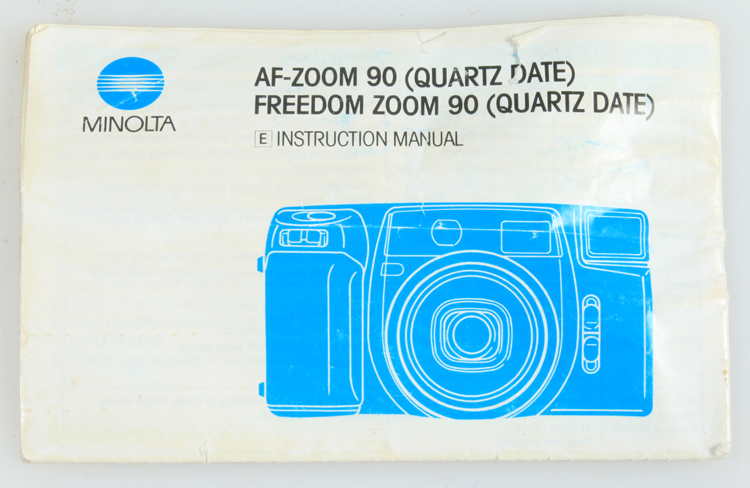 MINOLTA
AF-ZOOM 90 (QUARTZ DATE)
FREEDOM ZOOM 90 (QUARTZ DATE)
E INSTRUCTION MANUAL